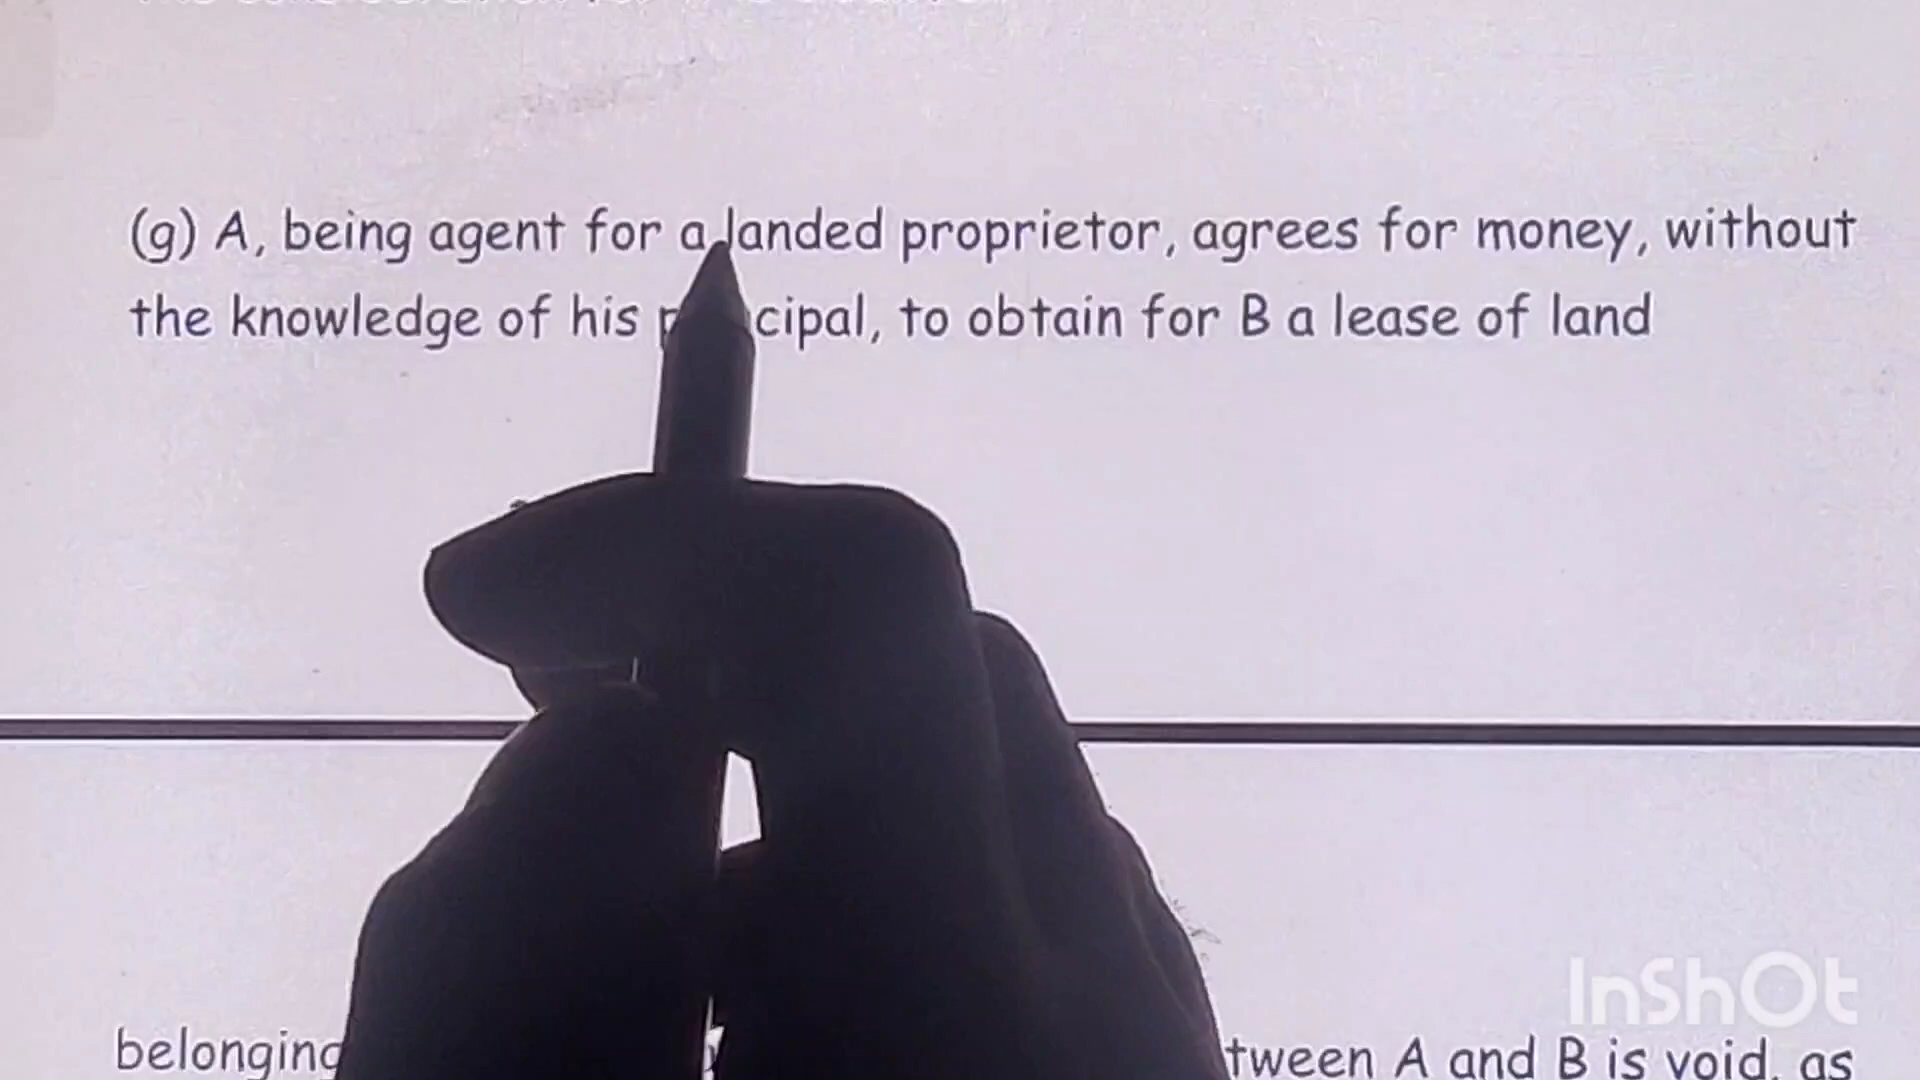 (g) A, being agent for a landed proprietor, agrees for money, without
the knowledge of his cipal, to obtain for B a lease of land
belonging tween A and B is void, as
InShOt